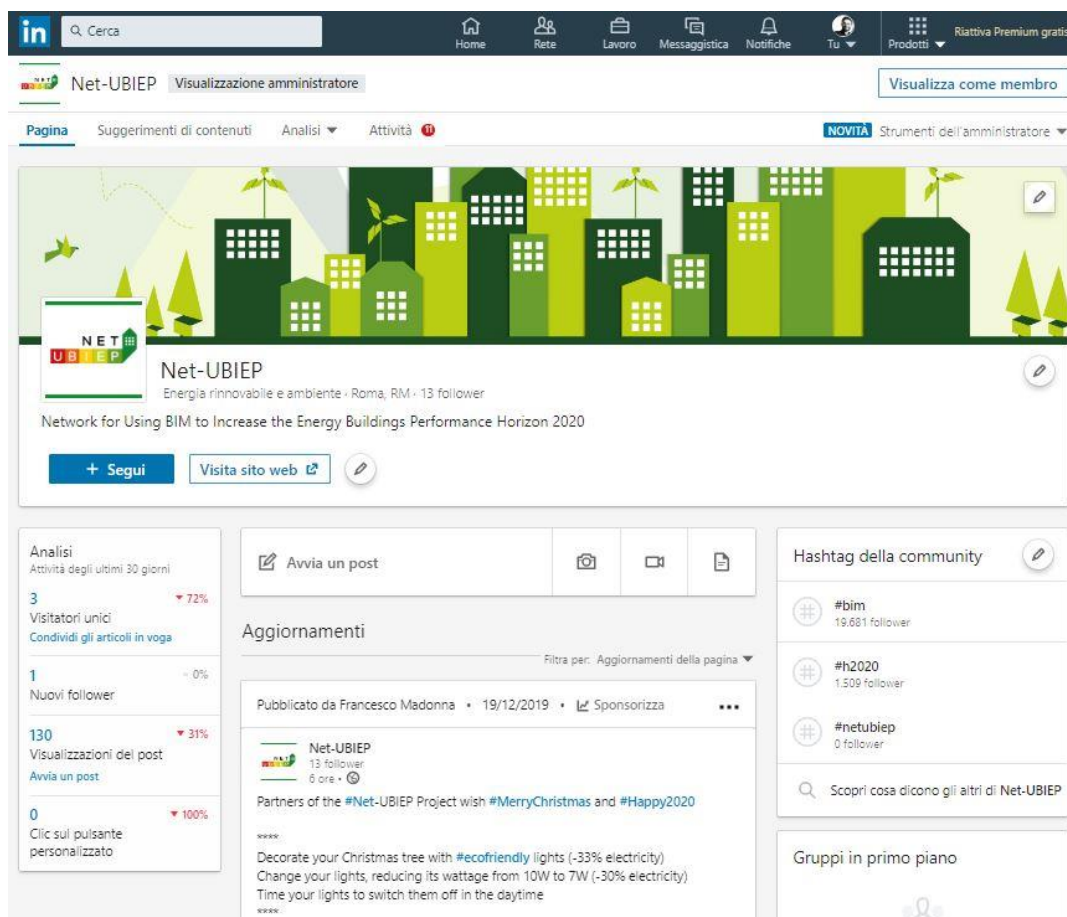 in
Cerca
Home
Rete
Lavoro
Messaggistica
Notifiche
Tu
Prodotti
Riattiva Premium gratis
Net-UBIEP
Visualizzazione amministratore
Visualizza come membro
Pagina
Suggerimenti di contenuti
Analisi
Attività 11
NOVITÀ Strumenti dell'amministratore
NET
UBIEP
Net-UBIEP
Energia rinnovabile e ambiente · Roma, RM · 13 follower
Network for Using BIM to Increase the Energy Buildings Performance Horizon 2020
+ Segui
Visita sito web
Analisi
Attività degli ultimi 30 giorni
3 ▼ 72%
Visitatori unici
Condividi gli articoli in voga
1 - 0%
Nuovi follower
130 ▼ 31%
Visualizzazioni del post
Avvia un post
0 ▼ 100%
Clic sul pulsante
personalizzato
Avvia un post
Aggiornamenti
Filtra per: Aggiornamenti della pagina
Pubblicato da Francesco Madonna • 19/12/2019 • Sponsorizza
Net-UBIEP
13 follower
6 ore •
Partners of the #Net-UBIEP Project wish #MerryChristmas and #Happy2020
****
Decorate your Christmas tree with #ecofriendly lights (-33% electricity)
Change your lights, reducing its wattage from 10W to 7W (-30% electricity)
Time your lights to switch them off in the daytime
****
Hashtag della community
#bim
19.681 follower
#h2020
1.509 follower
#netubiep
0 follower
Scopri cosa dicono gli altri di Net-UBIEP
Gruppi in primo piano